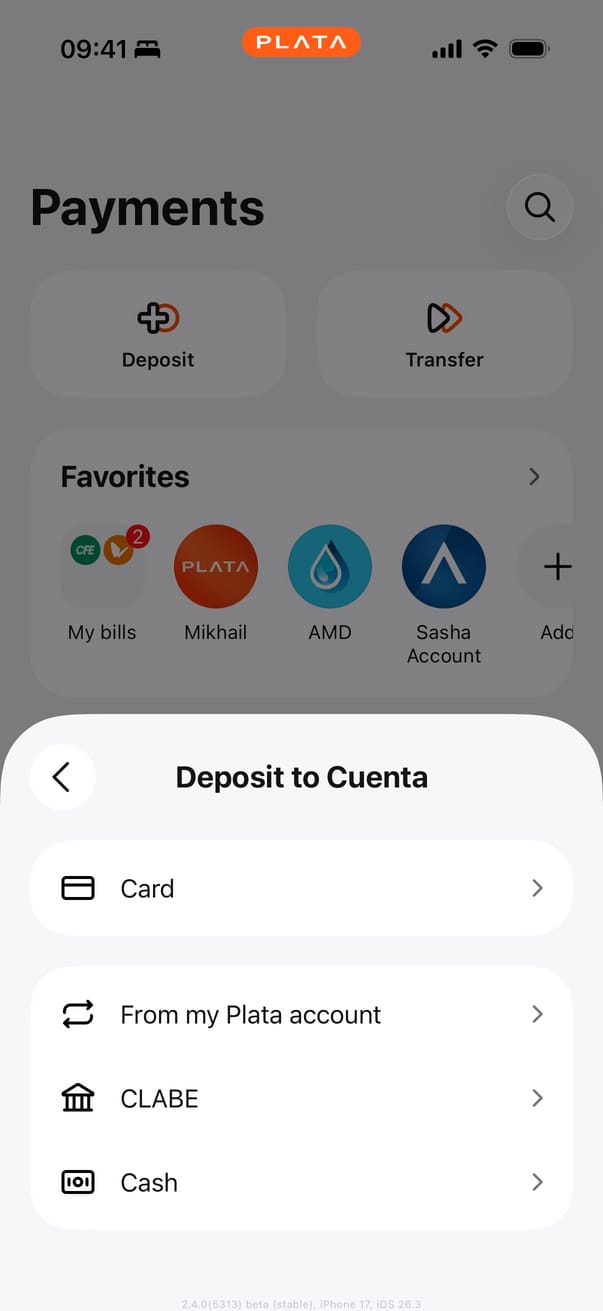 09:41
PLATA
Payments
Deposit
Transfer
Favorites
CFE
2
PLATA
My bills
Mikhail
AMD
Sasha
Account
Add
Deposit to Cuenta
Card
From my Plata account
CLABE
Cash
2.4.0(5313) beta (stable), iPhone 17, iOS 26.3